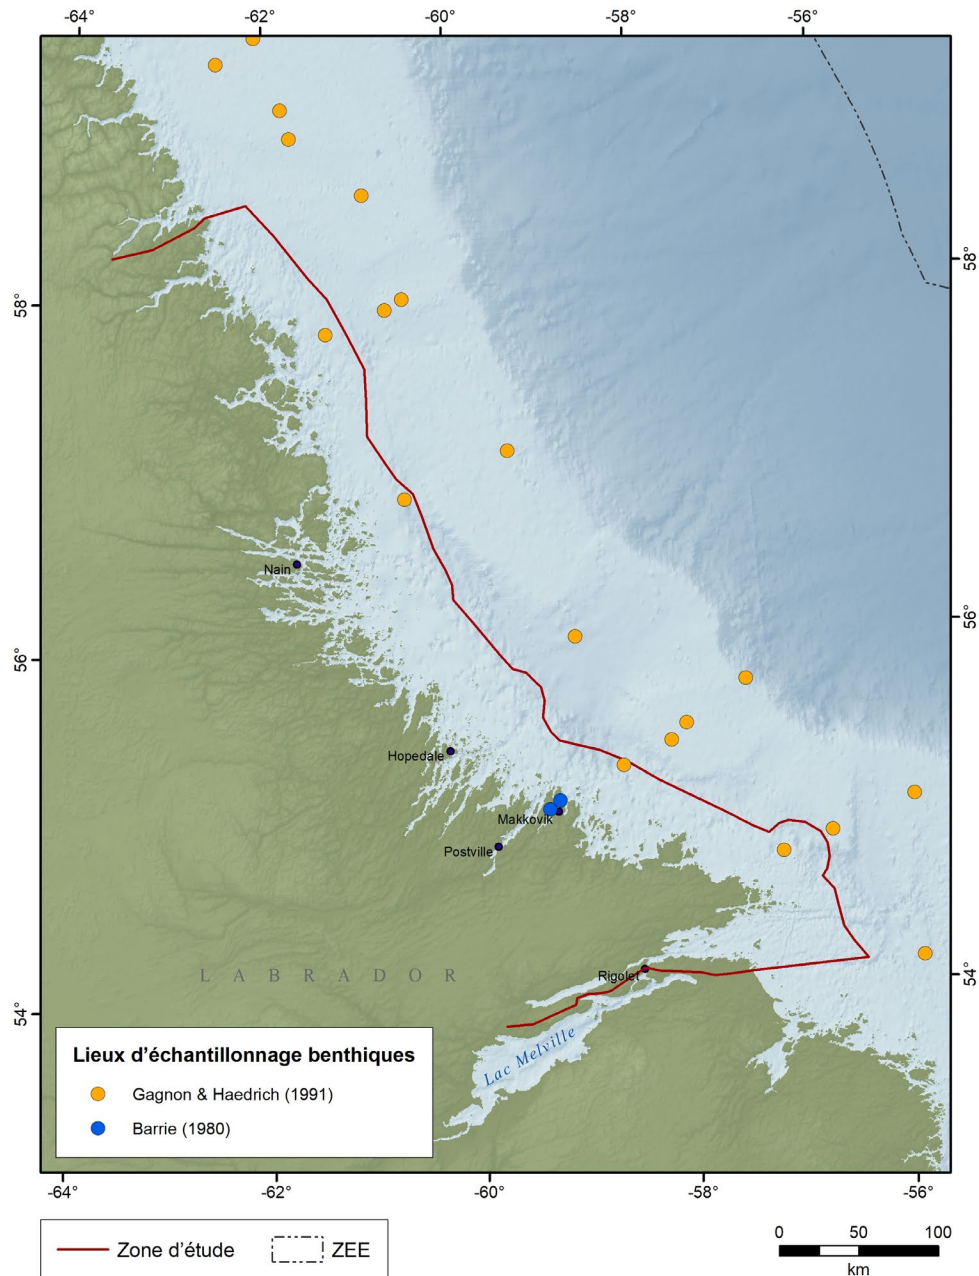 -64° -62° -60° -58° -56°
58°
58°
Nain
56°
56°
Hopedale
Makkovik
Postville
LABRADOR
Rigolet
54°
54°
Lac Melville
Lieux d'échantillonnage benthiques
Gagnon & Haedrich (1991)
Barrie (1980)
-64° -62° -60° -58° -56°
Zone d'étude
ZEE
0 50 100
km